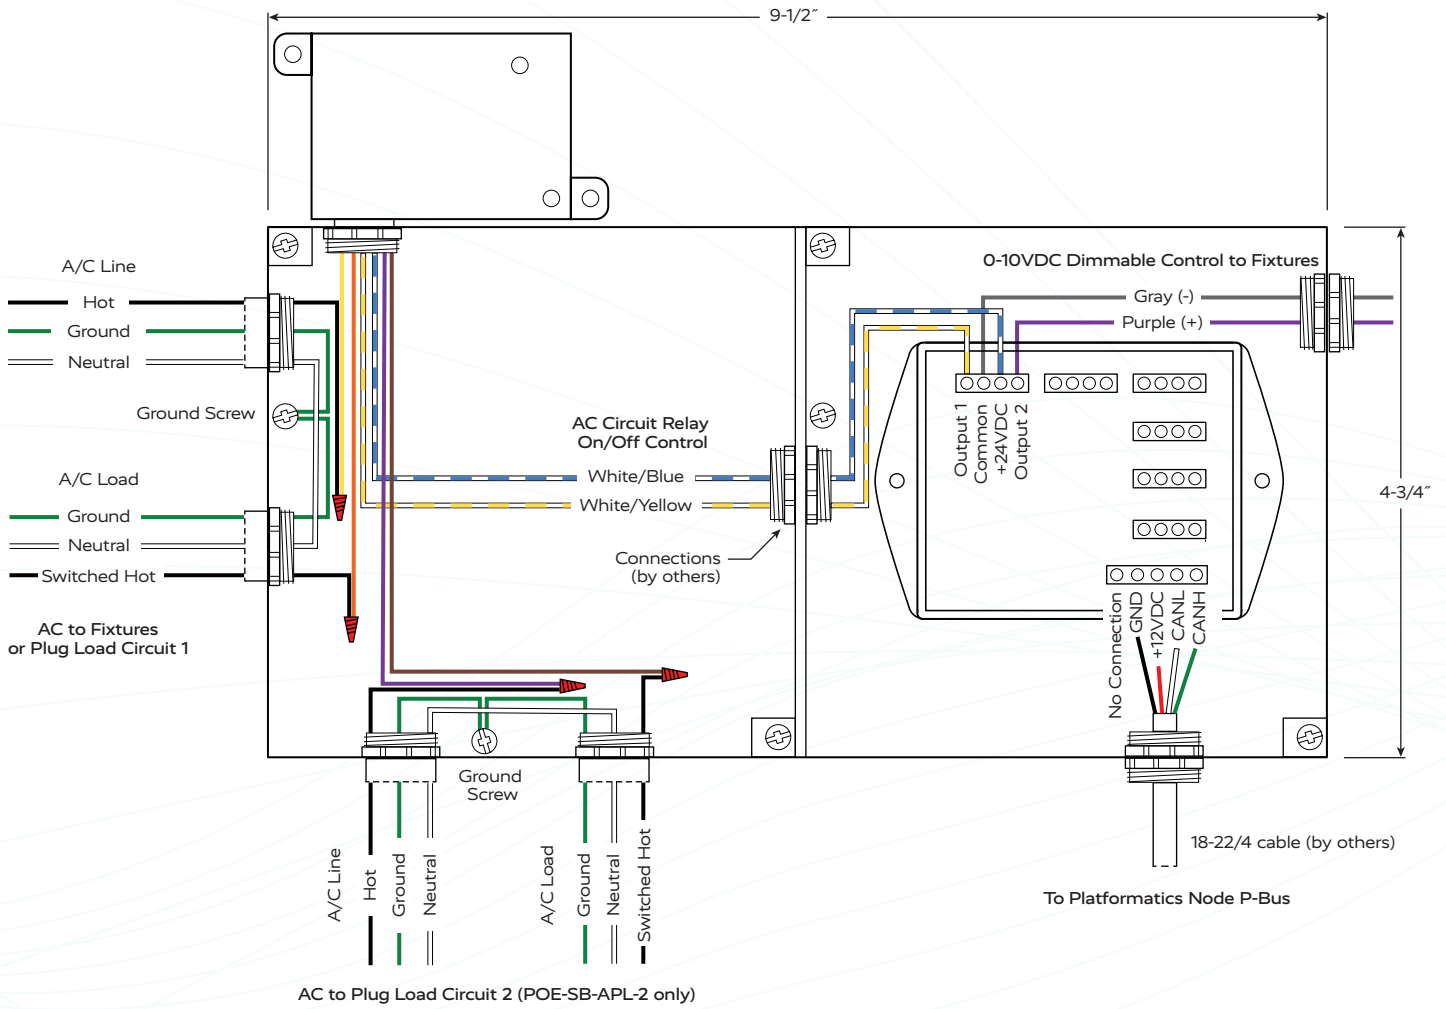 9-1/2″
A/C Line
Hot
Ground
Neutral
Ground Screw
A/C Load
Ground
Neutral
Switched Hot
AC to Fixtures
or Plug Load Circuit 1
AC Circuit Relay
On/Off Control
White/Blue
White/Yellow
Connections
(by others)
0-10VDC Dimmable Control to Fixtures
Gray (-)
Purple (+)
Output 1
Common
+24VDC
Output 2
4-3/4″
No Connection
GND
+12VDC
CANL
CANH
18-22/4 cable (by others)
To Platformatics Node P-Bus
Ground
Screw
A/C Line
Hot
Ground
Neutral
A/C Load
Ground
Neutral
Switched Hot
AC to Plug Load Circuit 2 (POE-SB-APL-2 only)